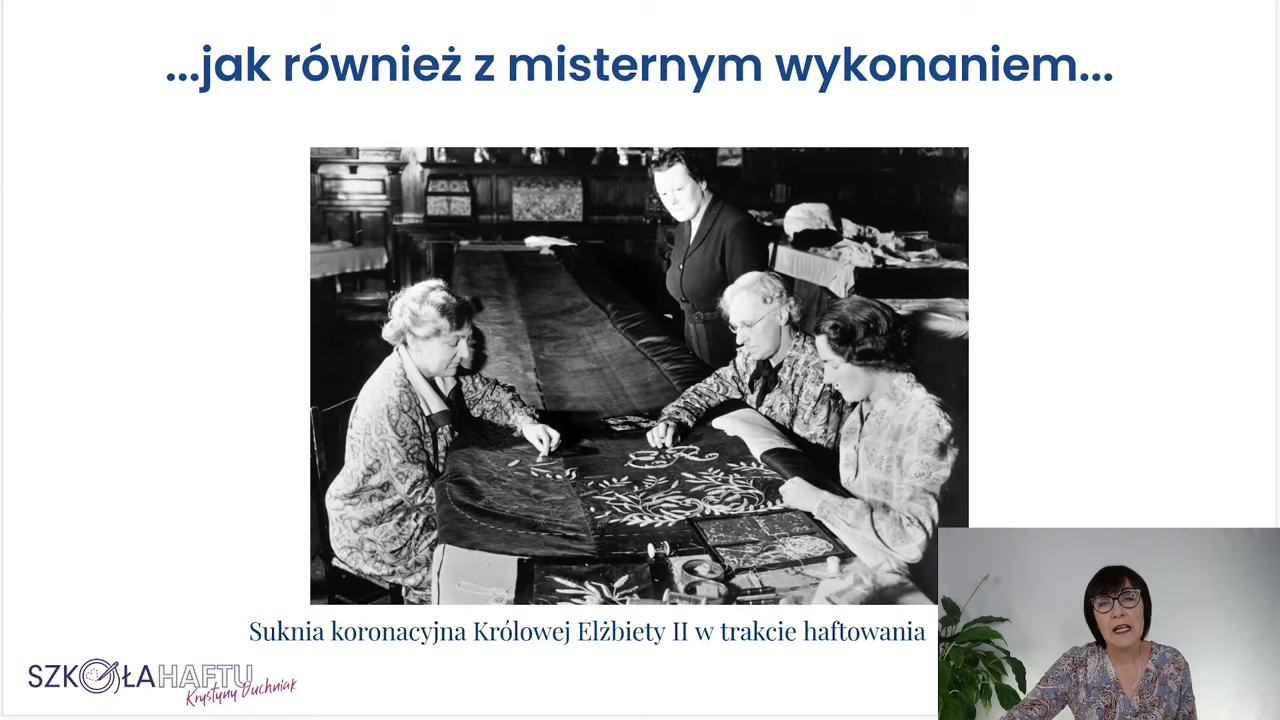 ...jak również z misternym wykonaniem...
Suknia koronacyjna Królowej Elżbiety II w trakcie haftowania
SZKOŁA HAFTU
Krystyny Duchniak